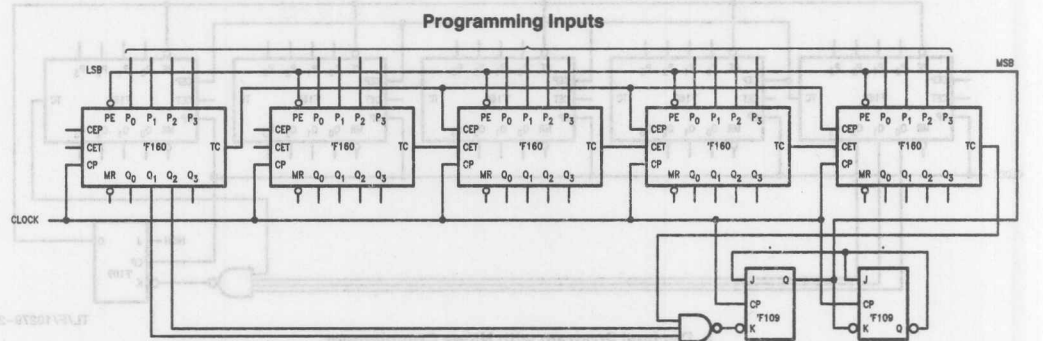 Programming Inputs
LSB MSB
PE P0 P1 P2 P3 PE P0 P1 P2 P3 PE P0 P1 P2 P3 PE P0 P1 P2 P3 PE P0 P1 P2 P3
CEP CEP CEP CEP CEP
CET 'F160 TC CET 'F160 TC CET 'F160 TC CET 'F160 TC CET 'F160 TC
CP CP CP CP CP
MR Q0 Q1 Q2 Q3 MR Q0 Q1 Q2 Q3 MR Q0 Q1 Q2 Q3 MR Q0 Q1 Q2 Q3 MR Q0 Q1 Q2 Q3
CLOCK
J Q J
CP CP
'F109 'F109
K K Q
TL/F/10279-3